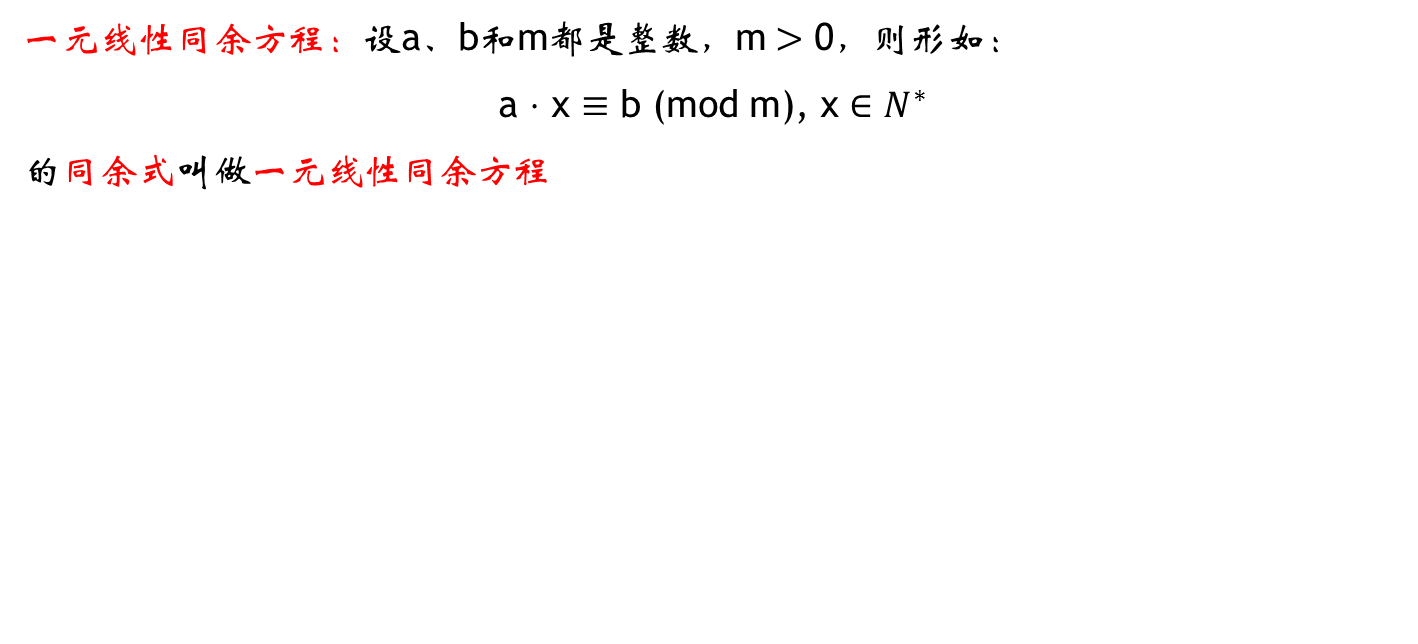 一元线性同余方程：设a、b和m都是整数，m > 0，则形如：
a · x ≡ b (mod m), x ∈ N*
的同余式叫做一元线性同余方程